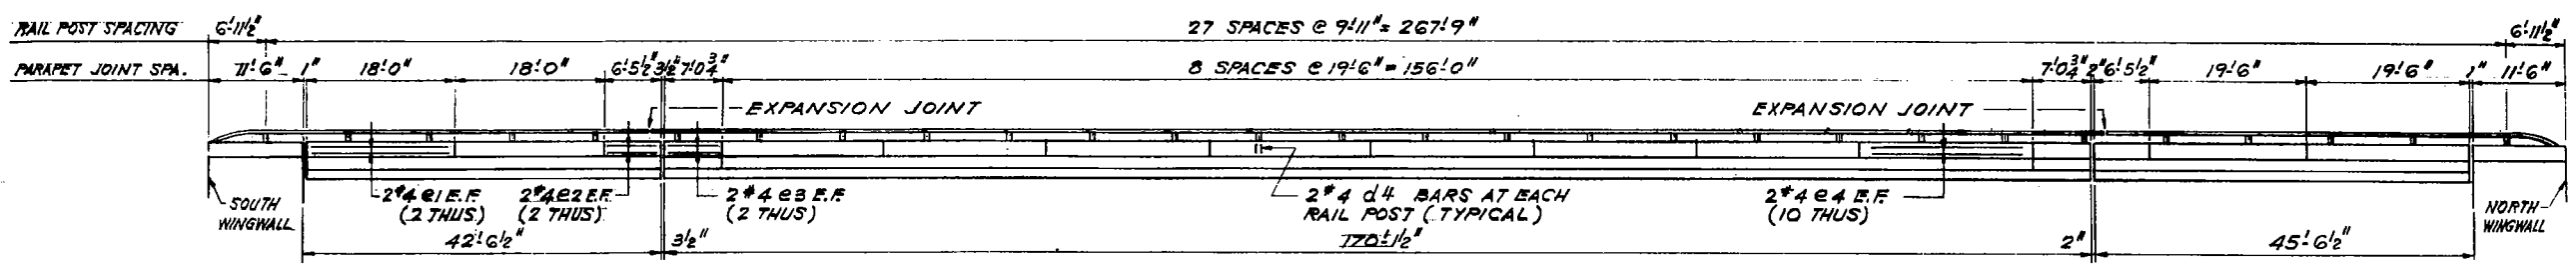 RAIL POST SPACING 6'-11½" 27 SPACES @ 9'-11" = 267'-9" 6'-11½"
PARAPET JOINT SPA. 11'-6" 1" 18'-0" 18'-0" 6'-5½" 3½" 7'-0¾" 8 SPACES @ 19'-6" = 156'-0" 7'-0¾" 2" 6'-5½" 19'-6" 19'-6" 1" 11'-6"
EXPANSION JOINT EXPANSION JOINT
2 #4 e1 E.F.
(2 THUS)
2 #4 e2 E.F.
(2 THUS)
2 #4 e3 E.F.
(2 THUS)
2 #4 d4 BARS AT EACH
RAIL POST (TYPICAL)
2 #4 e4 E.F.
(10 THUS)
SOUTH
WINGWALL
NORTH
WINGWALL
42'-6½" 3½" 170'-1½" 2" 45'-6½"